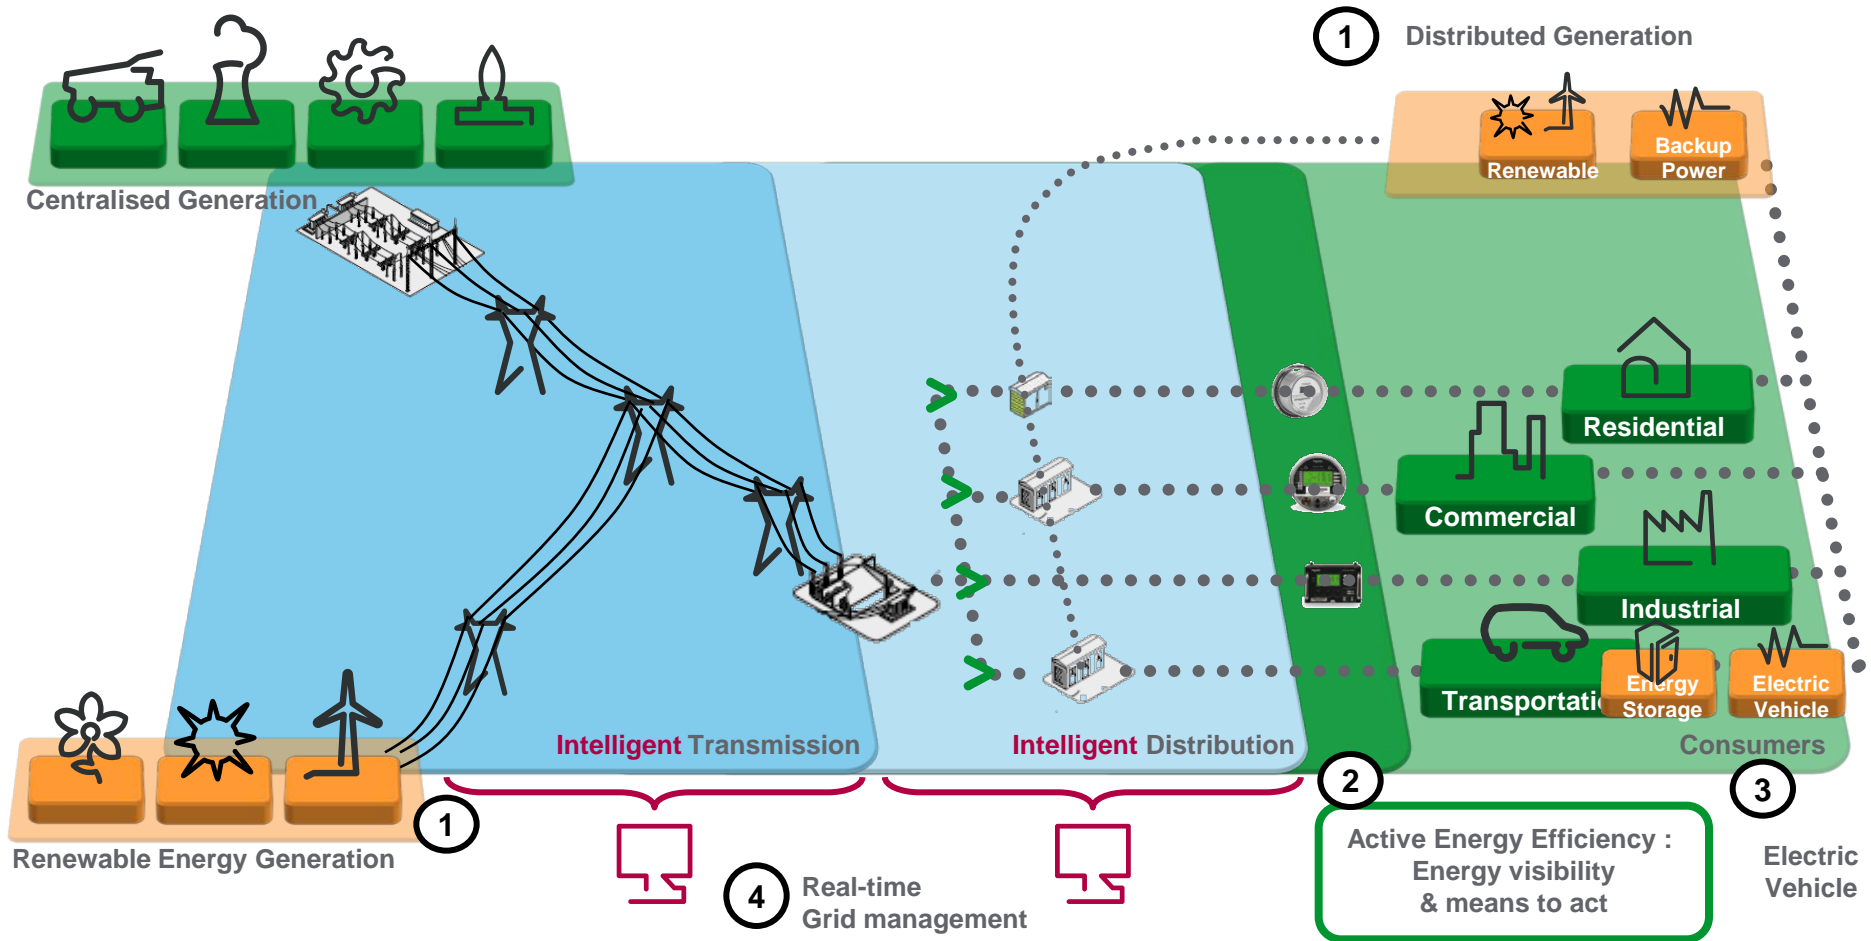 1
Distributed Generation
Renewable
Backup
Power
Centralised Generation
Residential
Commercial
Industrial
Transportatio
Energy
Storage
Electric
Vehicle
Intelligent Transmission
Intelligent Distribution
Consumers
1
Renewable Energy Generation
4
Real-time
Grid management
2
Active Energy Efficiency :
Energy visibility
& means to act
3
Electric
Vehicle